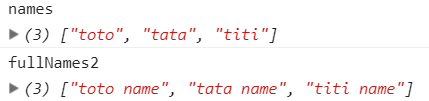 names
▶ (3) ["toto", "tata", "titi"]
fullNames2
▶ (3) ["toto name", "tata name", "titi name"]